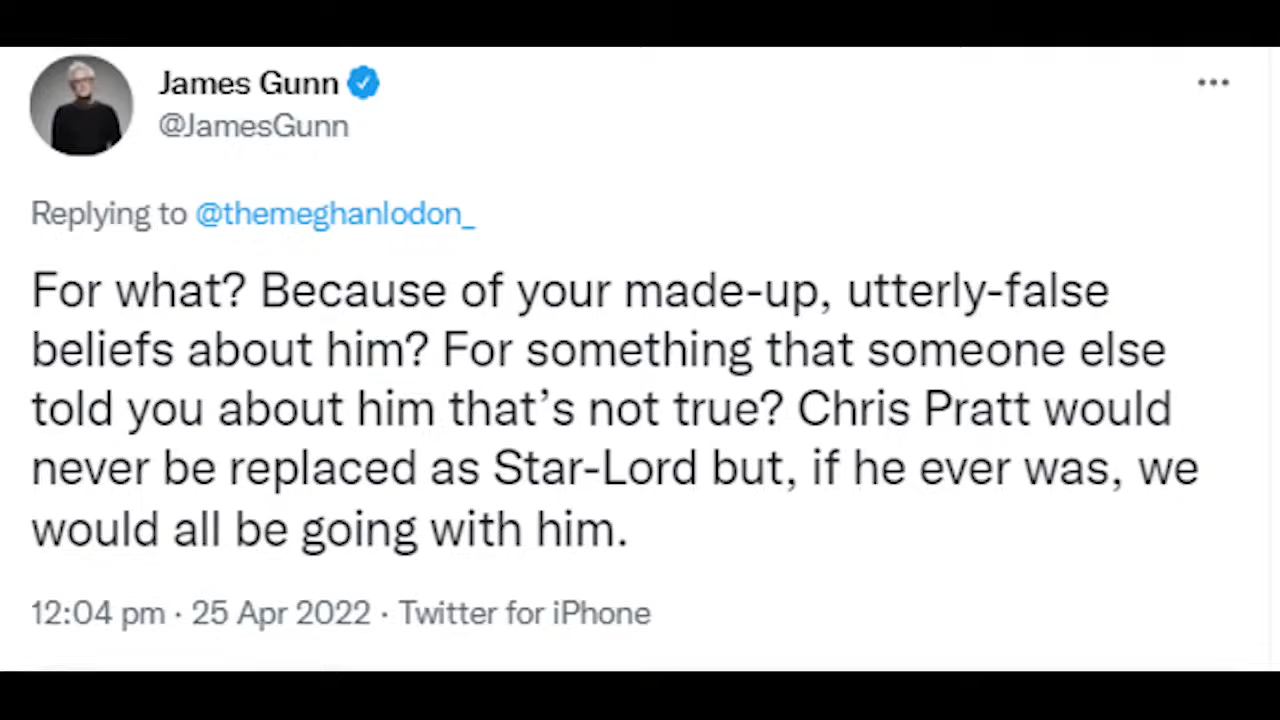 James Gunn
@JamesGunn
Replying to @themeghanlodon_
For what? Because of your made-up, utterly-false
beliefs about him? For something that someone else
told you about him that’s not true? Chris Pratt would
never be replaced as Star-Lord but, if he ever was, we
would all be going with him.
12:04 pm · 25 Apr 2022 · Twitter for iPhone